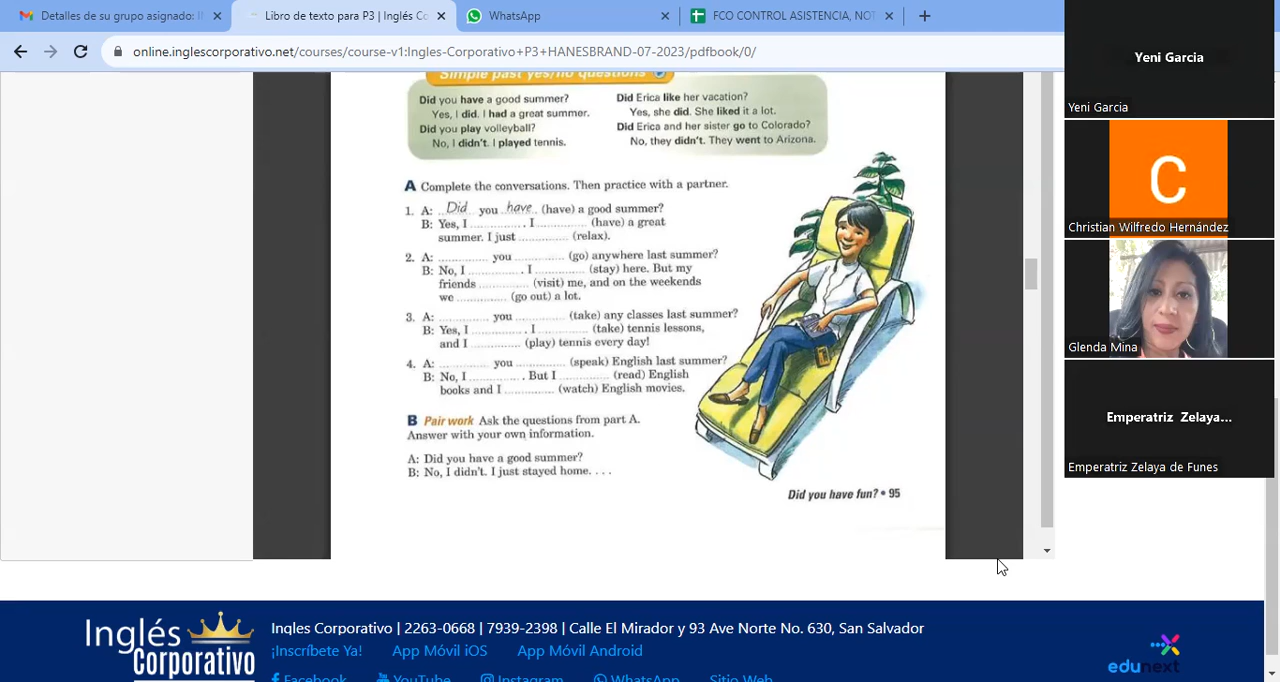 Detalles de su grupo asignado: II
Libro de texto para P3 | Inglés Co
WhatsApp
FCO CONTROL ASISTENCIA, NOT
online.inglescorporativo.net/courses/course-v1:Ingles-Corporativo+P3+HANESBRAND-07-2023/pdfbook/0/
Simple past yes/no questions
Did you have a good summer?
Yes, I did. I had a great summer.
Did you play volleyball?
No, I didn't. I played tennis.
Did Erica like her vacation?
Yes, she did. She liked it a lot.
Did Erica and her sister go to Colorado?
No, they didn't. They went to Arizona.
A Complete the conversations. Then practice with a partner.
1. A: Did you have (have) a good summer?
B: Yes, I ............ . I ............ (have) a great
summer. I just ............ (relax).
2. A: ............ you ............ (go) anywhere last summer?
B: No, I ............ . I ............ (stay) here. But my
friends ............ (visit) me, and on the weekends
we ............ (go out) a lot.
3. A: ............ you ............ (take) any classes last summer?
B: Yes, I ............ . I ............ (take) tennis lessons,
and I ............ (play) tennis every day!
4. A: ............ you ............ (speak) English last summer?
B: No, I ............ . But I ............ (read) English
books and I ............ (watch) English movies.
B Pair work Ask the questions from part A.
Answer with your own information.
A: Did you have a good summer?
B: No, I didn't. I just stayed home. . . .
Did you have fun? • 95
Yeni Garcia
Yeni Garcia
C
Christian Wilfredo Hernández
Glenda Mina
Emperatriz Zelaya...
Emperatriz Zelaya de Funes
Inglés
Corporativo
Ingles Corporativo | 2263-0668 | 7939-2398 | Calle El Mirador y 93 Ave Norte No. 630, San Salvador
¡Inscríbete Ya! App Móvil iOS App Móvil Android
Facebook YouTube Instagram WhatsApp Sitio Web
edunext